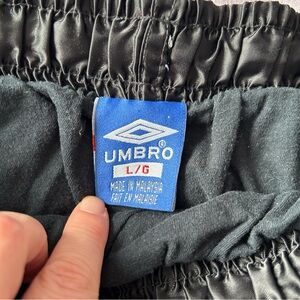 UMBRO®
L/G
MADE IN MALAYSIA
FAIT EN MALAISIE